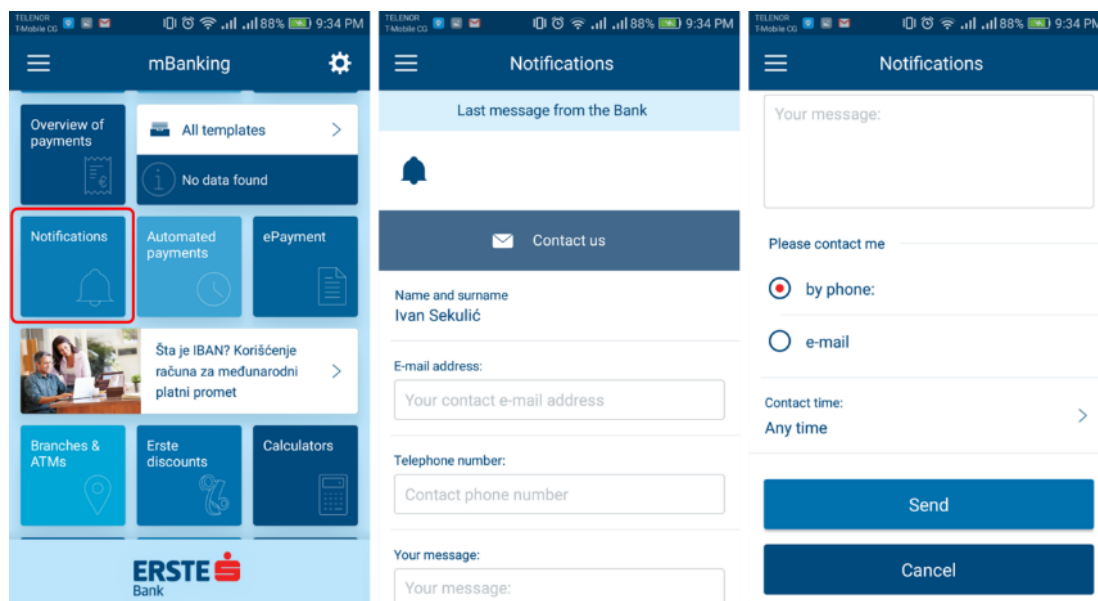 TELENOR
T-Mobile CG
88% 9:34 PM
mBanking
Overview of
payments
All templates
No data found
Notifications
Automated
payments
ePayment
Šta je IBAN? Korišćenje
računa za međunarodni
platni promet
Branches &
ATMs
Erste
discounts
Calculators
ERSTE
Bank
TELENOR
T-Mobile CG
88% 9:34 PM
Notifications
Last message from the Bank
Contact us
Name and surname
Ivan Sekulić
E-mail address:
Your contact e-mail address
Telephone number:
Contact phone number
Your message:
Your message:
TELENOR
T-Mobile CG
88% 9:34 PM
Notifications
Your message:
Please contact me
by phone:
e-mail
Contact time:
Any time
Send
Cancel